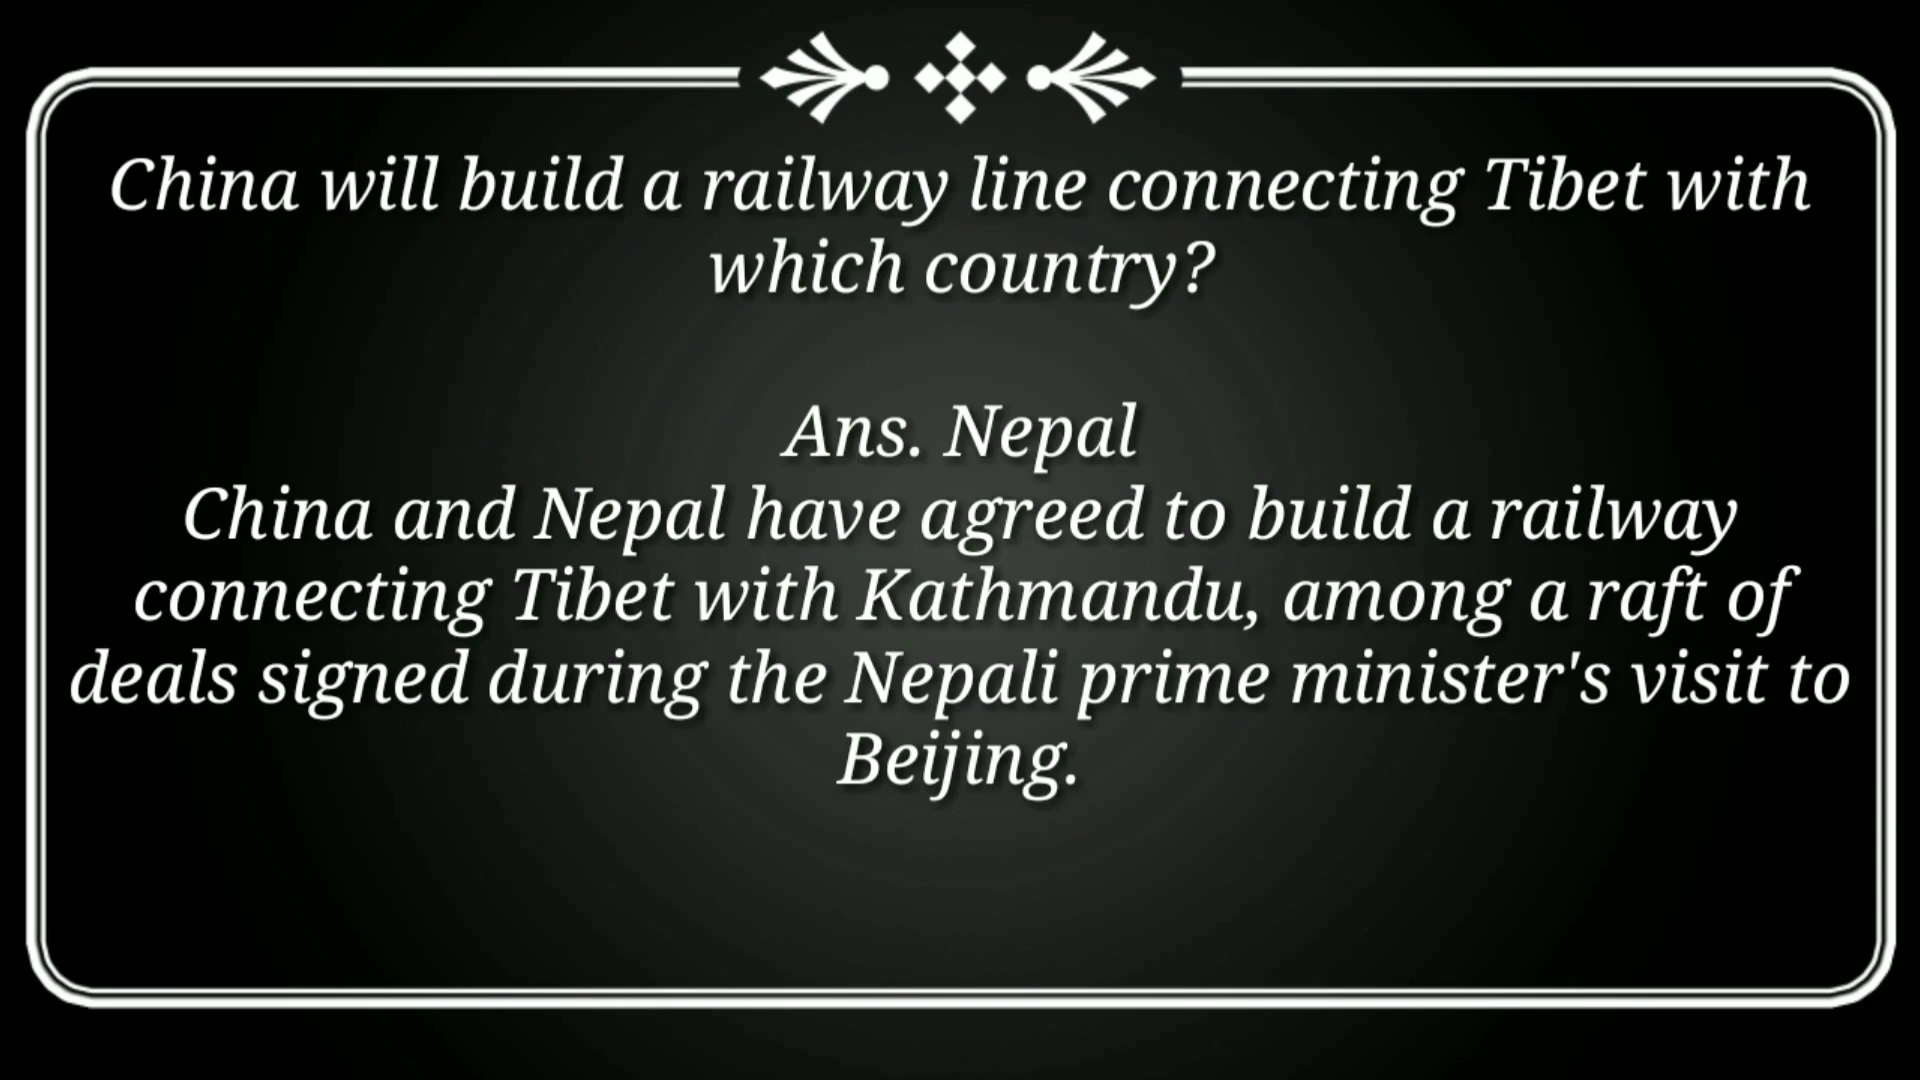 China will build a railway line connecting Tibet with
which country?
Ans. Nepal
China and Nepal have agreed to build a railway
connecting Tibet with Kathmandu, among a raft of
deals signed during the Nepali prime minister's visit to
Beijing.